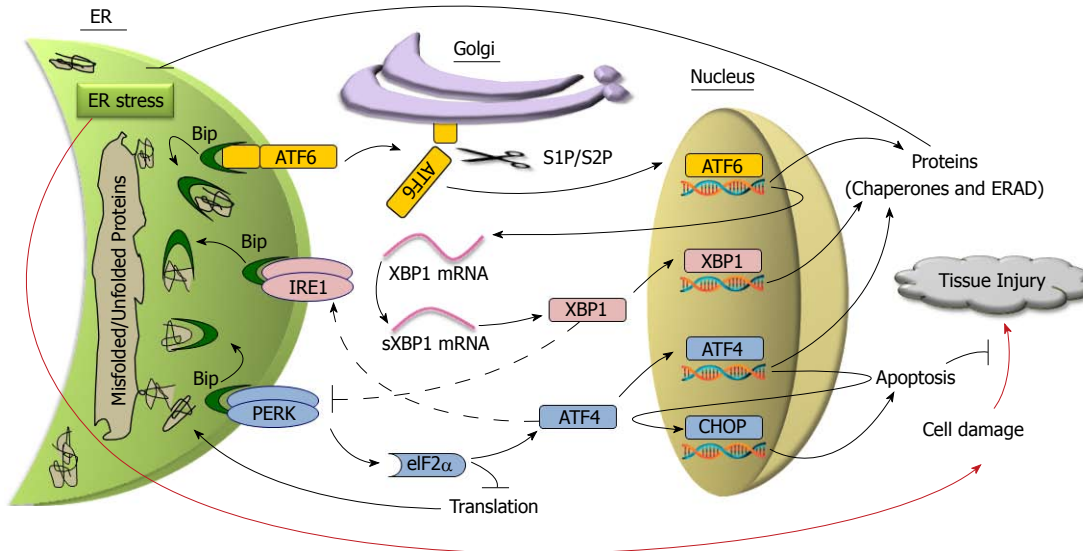 ER
Golgi
Nucleus
ER stress
Bip
ATF6
ATF6
S1P/S2P
ATF6
Proteins
(Chaperones and ERAD)
Misfolded/Unfolded Proteins
Bip
IRE1
XBP1 mRNA
XBP1
Tissue Injury
sXBP1 mRNA
XBP1
ATF4
Bip
PERK
ATF4
Apoptosis
CHOP
Cell damage
eIF2α
Translation